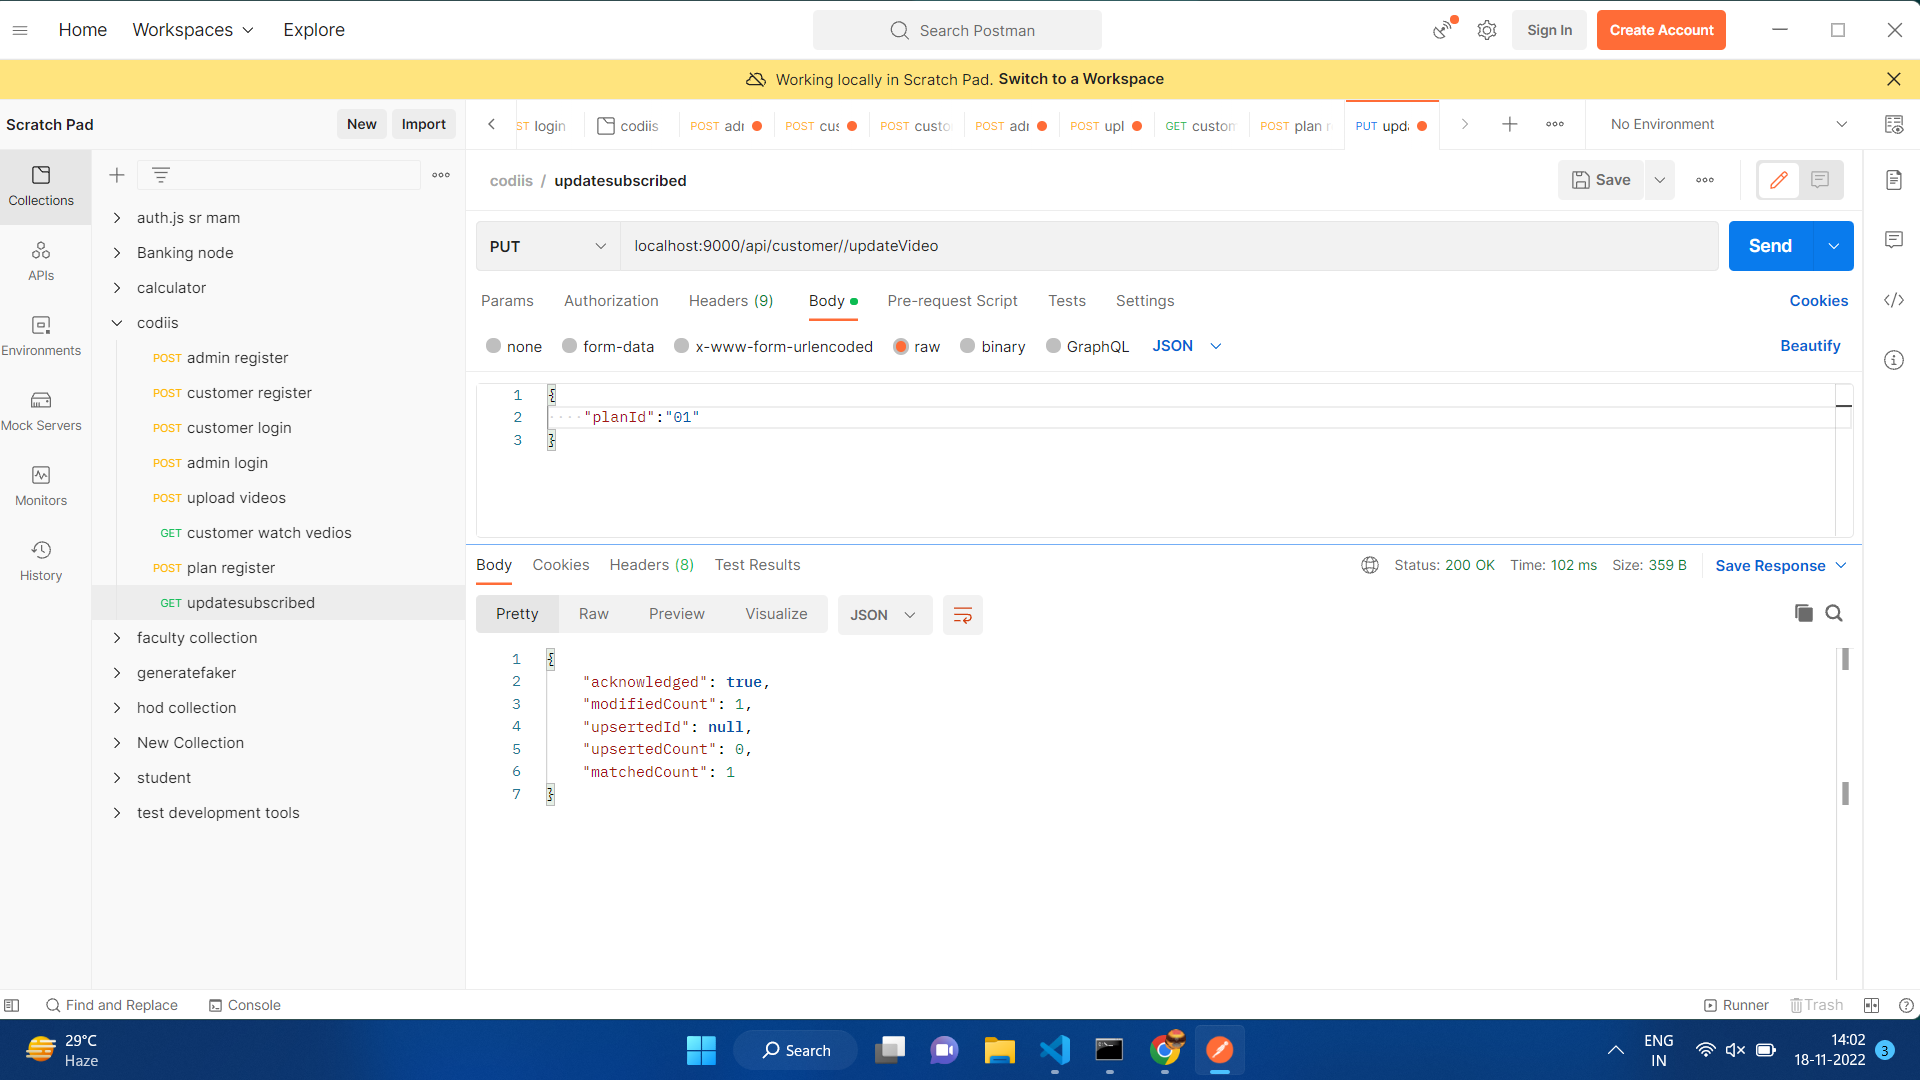 Home Workspaces Explore
Search Postman
Sign In Create Account
Working locally in Scratch Pad. Switch to a Workspace
Scratch Pad New Import
ST login codiis POST adr POST cus POST custo POST adr POST upl GET custom POST plan r PUT upda No Environment
Collections
APIs
Environments
Mock Servers
Monitors
History
auth.js sr mam
Banking node
calculator
codiis
POST admin register
POST customer register
POST customer login
POST admin login
POST upload videos
GET customer watch vedios
POST plan register
GET updatesubscribed
faculty collection
generatefaker
hod collection
New Collection
student
test development tools
codiis / updatesubscribed Save
PUT localhost:9000/api/customer//updateVideo Send
Params Authorization Headers (9) Body Pre-request Script Tests Settings Cookies
none form-data x-www-form-urlencoded raw binary GraphQL JSON Beautify
1 {
2 "planId":"01"
3 }
Body Cookies Headers (8) Test Results Status: 200 OK Time: 102 ms Size: 359 B Save Response
Pretty Raw Preview Visualize JSON
1 {
2 "acknowledged": true,
3 "modifiedCount": 1,
4 "upsertedId": null,
5 "upsertedCount": 0,
6 "matchedCount": 1
7 }
Find and Replace Console Runner Trash
29°C
Haze
Search
ENG
IN
14:02
18-11-2022
3